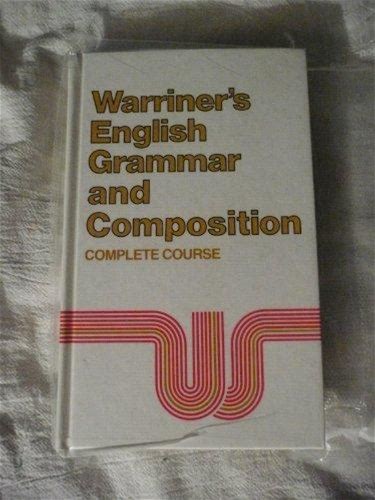 Warriner's
English
Grammar
and
Composition
COMPLETE COURSE